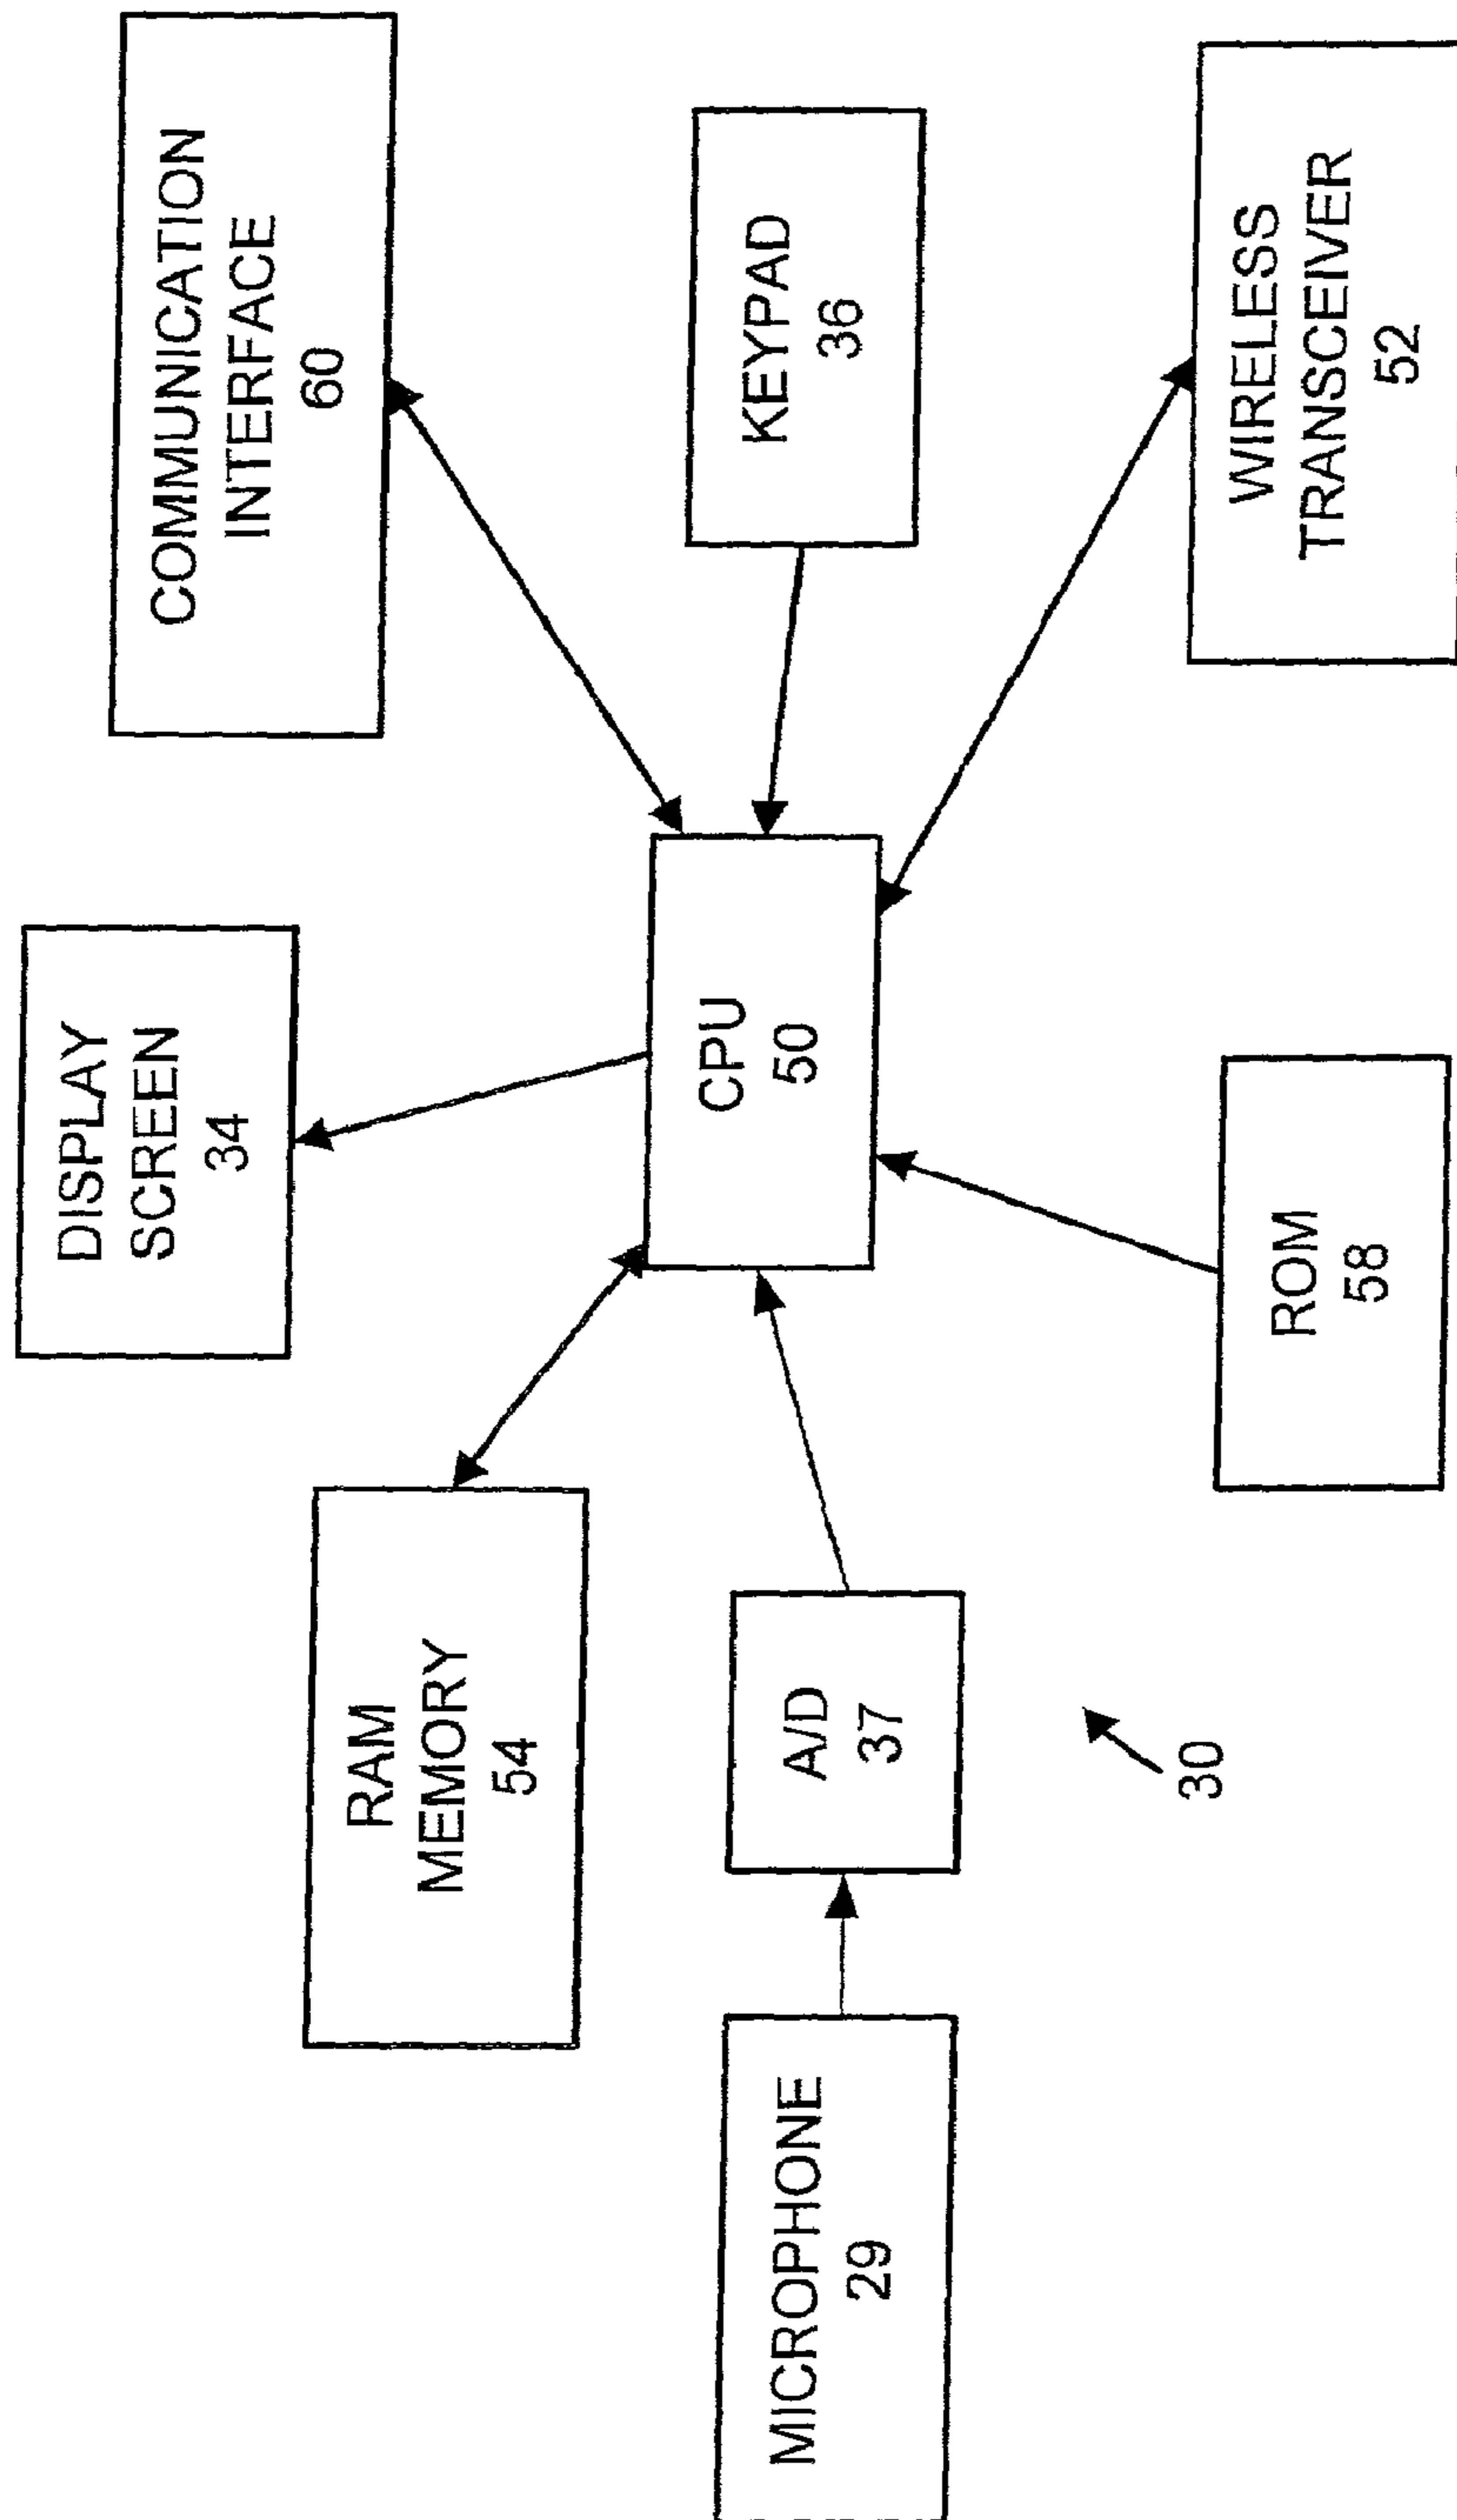 DISPLAY
SCREEN
34
COMMUNICATION
INTERFACE
60
RAM
MEMORY
54
CPU
50
KEYPAD
36
MICROPHONE
29
A/D
37
30
ROM
58
WIRELESS
TRANSCEIVER
52